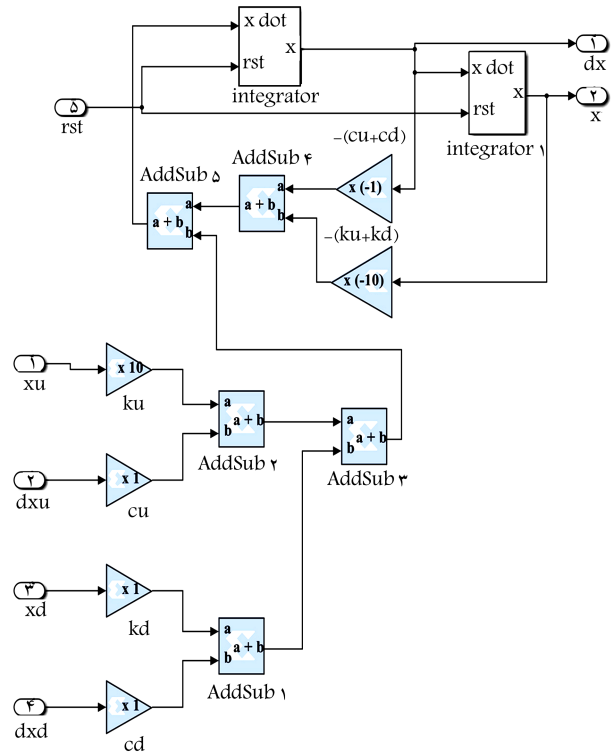 x dot
x
rst
integrator
۱
dx
x dot
x
rst
integrator ۱
۲
x
۵
rst
-(cu+cd)
x (-1)
AddSub ۴
a
a + b
b
AddSub ۵
a
a + b
b
-(ku+kd)
x (-10)
۱
xu
x 10
ku
a
a + b
b
AddSub ۲
a
a + b
b
AddSub ۳
۲
dxu
x 1
cu
۳
xd
x 1
kd
a
a + b
b
AddSub ۱
۴
dxd
x 1
cd